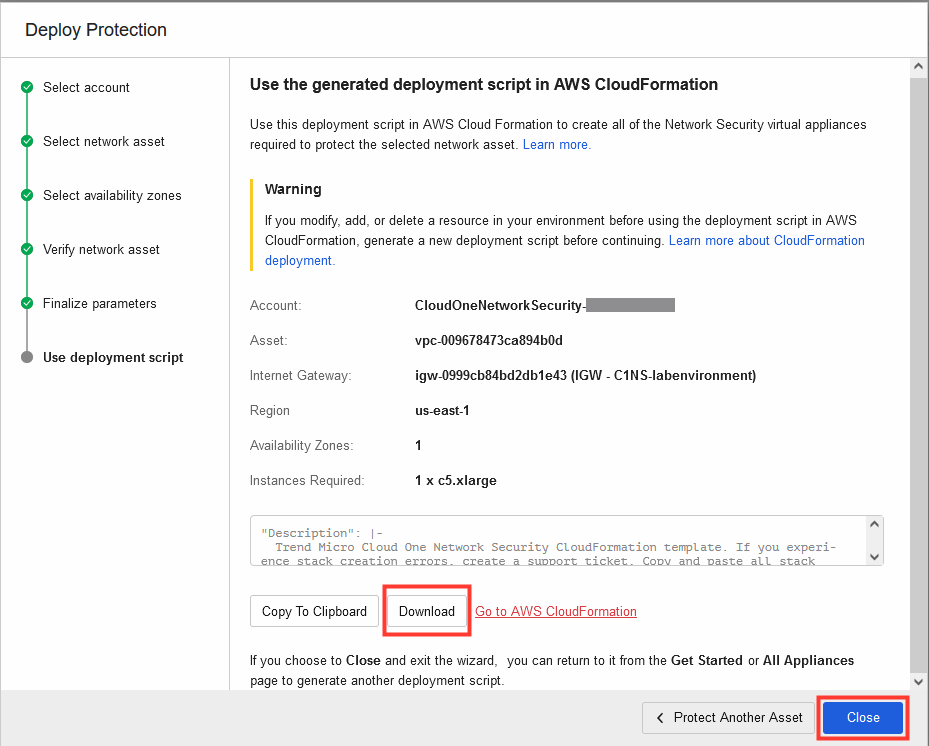 Deploy Protection
Select account
Select network asset
Select availability zones
Verify network asset
Finalize parameters
Use deployment script
Use the generated deployment script in AWS CloudFormation
Use this deployment script in AWS Cloud Formation to create all of the Network Security virtual appliances
required to protect the selected network asset. Learn more.
Warning
If you modify, add, or delete a resource in your environment before using the deployment script in AWS
CloudFormation, generate a new deployment script before continuing. Learn more about CloudFormation
deployment.
Account: CloudOneNetworkSecurity-
Asset: vpc-009678473ca894b0d
Internet Gateway: igw-0999cb84bd2db1e43 (IGW - C1NS-labenvironment)
Region us-east-1
Availability Zones: 1
Instances Required: 1 x c5.xlarge
"Description": |-
Trend Micro Cloud One Network Security CloudFormation template. If you experi-
ence stack creation errors, create a support ticket. Copy and paste all stack
Copy To Clipboard Download Go to AWS CloudFormation
If you choose to Close and exit the wizard, you can return to it from the Get Started or All Appliances
page to generate another deployment script.
Protect Another Asset Close